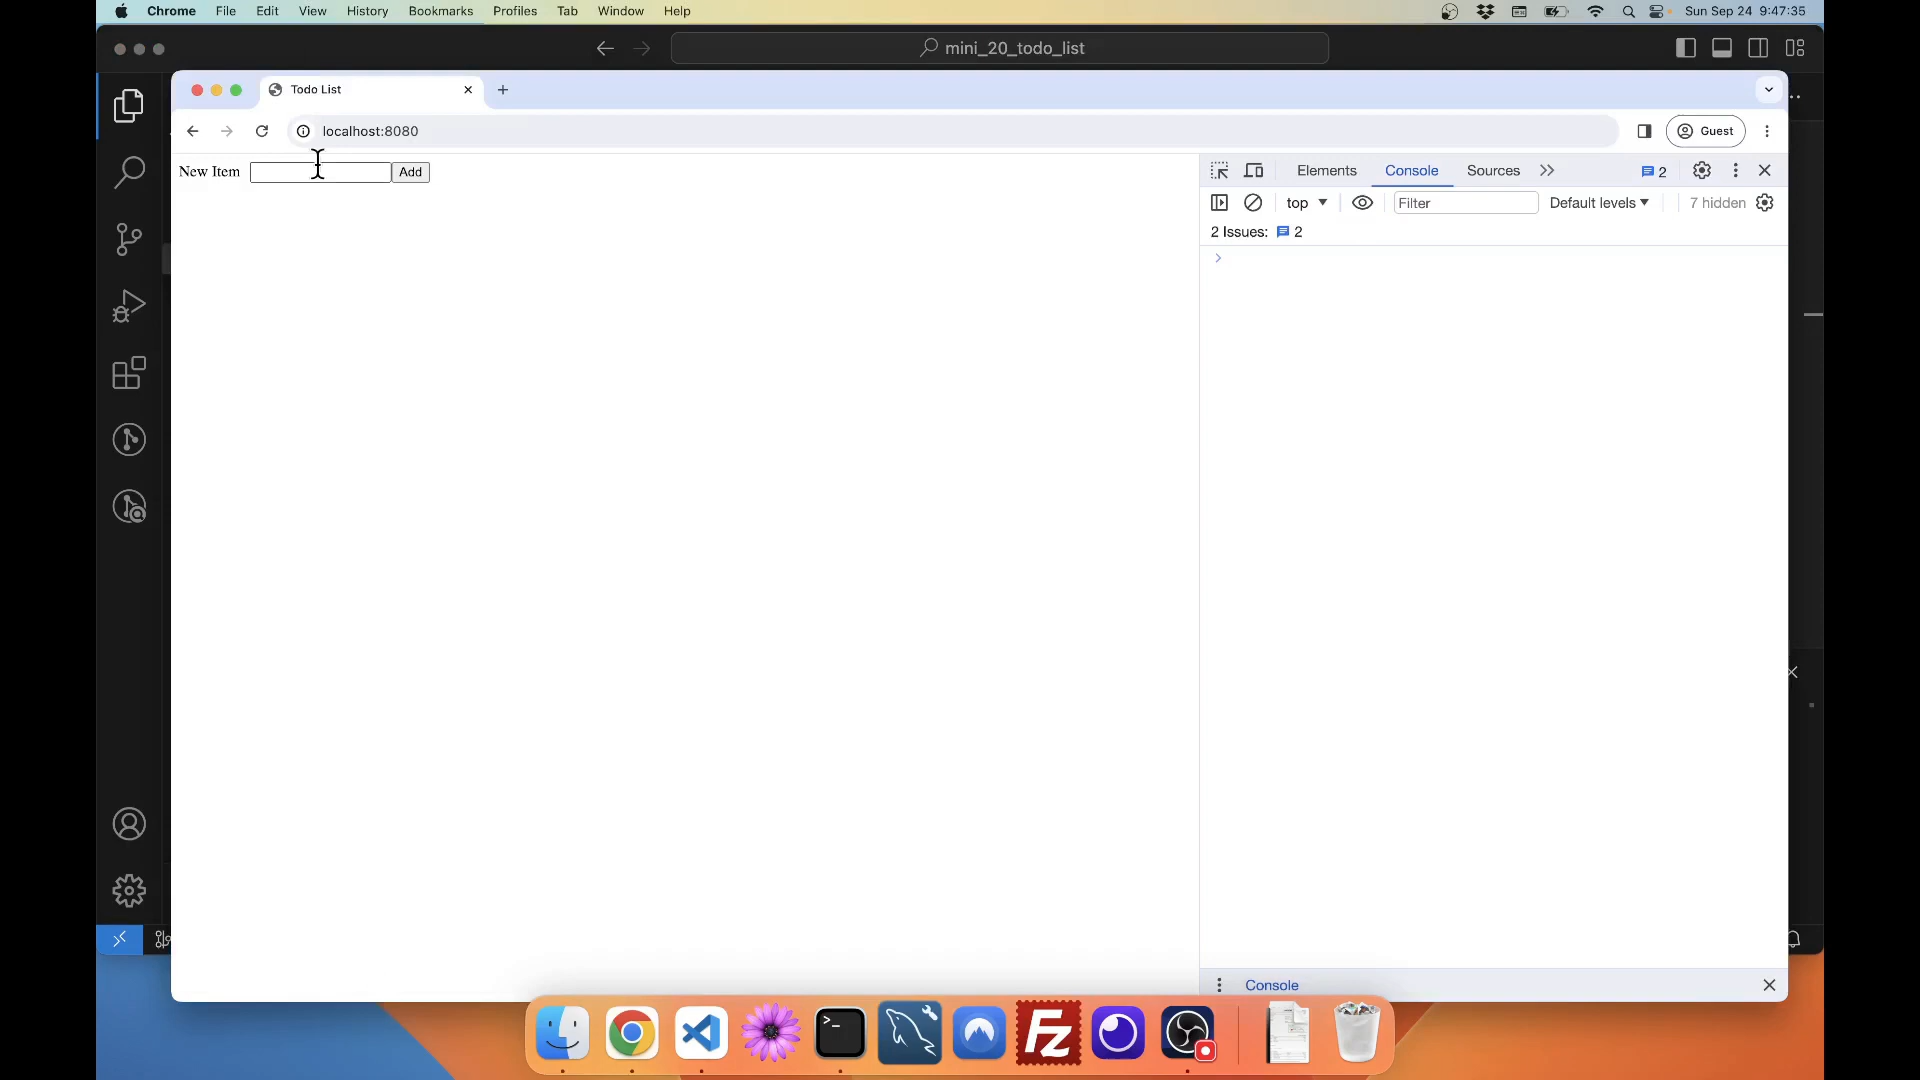 Chrome File Edit View History Bookmarks Profiles Tab Window Help Sun Sep 24 9:47:35
mini_20_todo_list
Todo List
localhost:8080 Guest
New Item Add
Elements Console Sources 2
top Filter Default levels 7 hidden
2 Issues: 2
Console
Fz